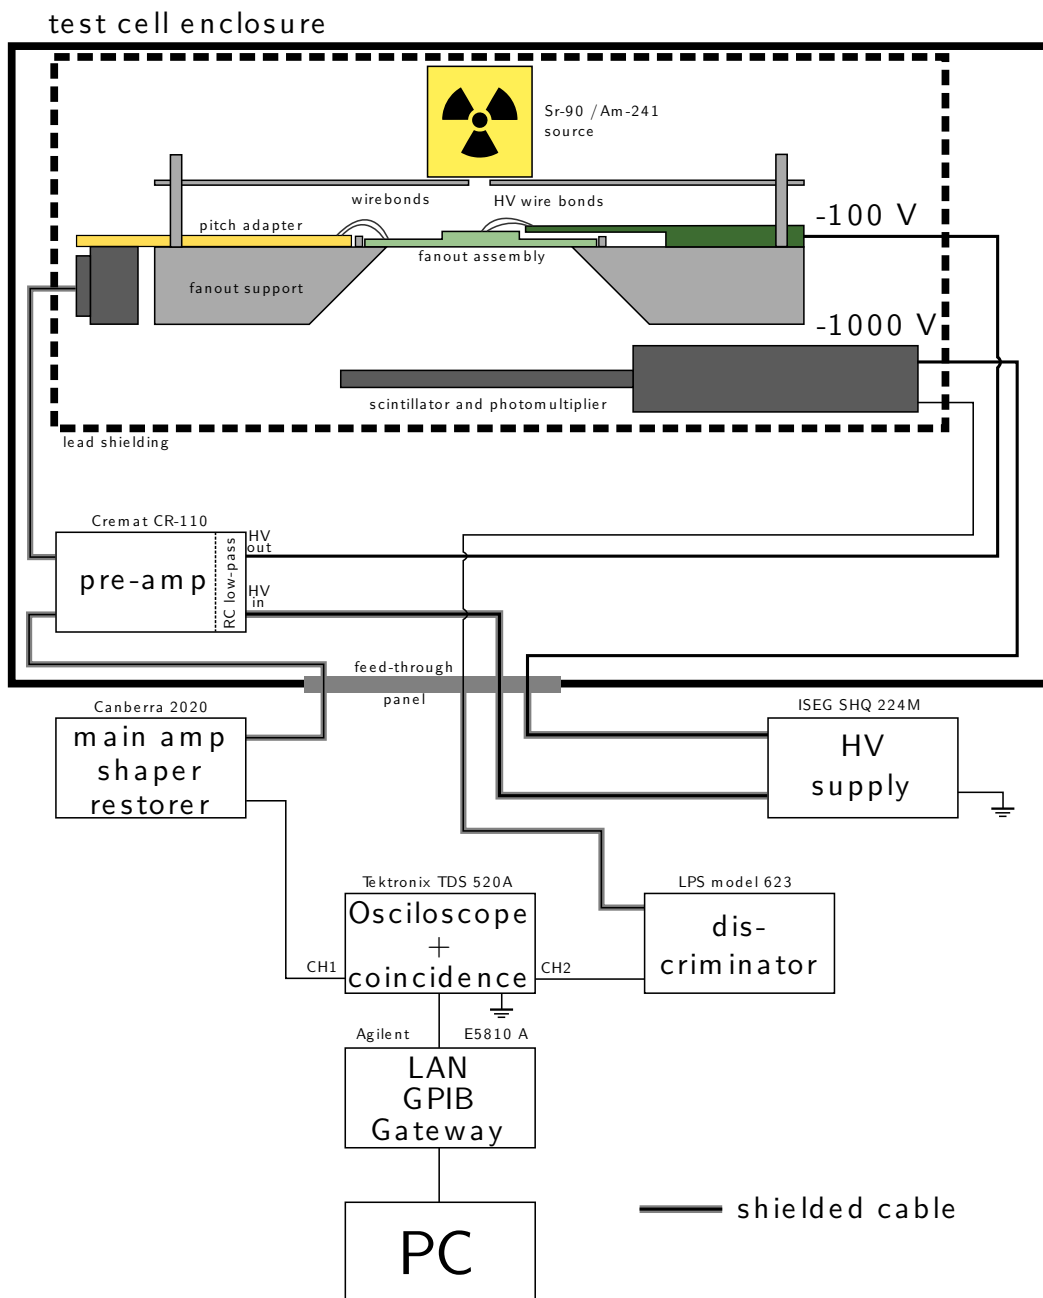 test cell enclosure
Sr-90 / Am-241
source
wirebonds
HV wire bonds
pitch adapter
-100 V
fanout assembly
fanout support
-1000 V
scintillator and photomultiplier
lead shielding
Cremat CR-110
pre-amp
RC low-pass
HV
out
HV
in
feed-through
panel
Canberra 2020
main amp
shaper
restorer
ISEG SHQ 224M
HV
supply
Tektronix TDS 520A
Osciloscope
+
coincidence
CH1
CH2
LPS model 623
dis-
criminator
Agilent E5810 A
LAN
GPIB
Gateway
shielded cable
PC